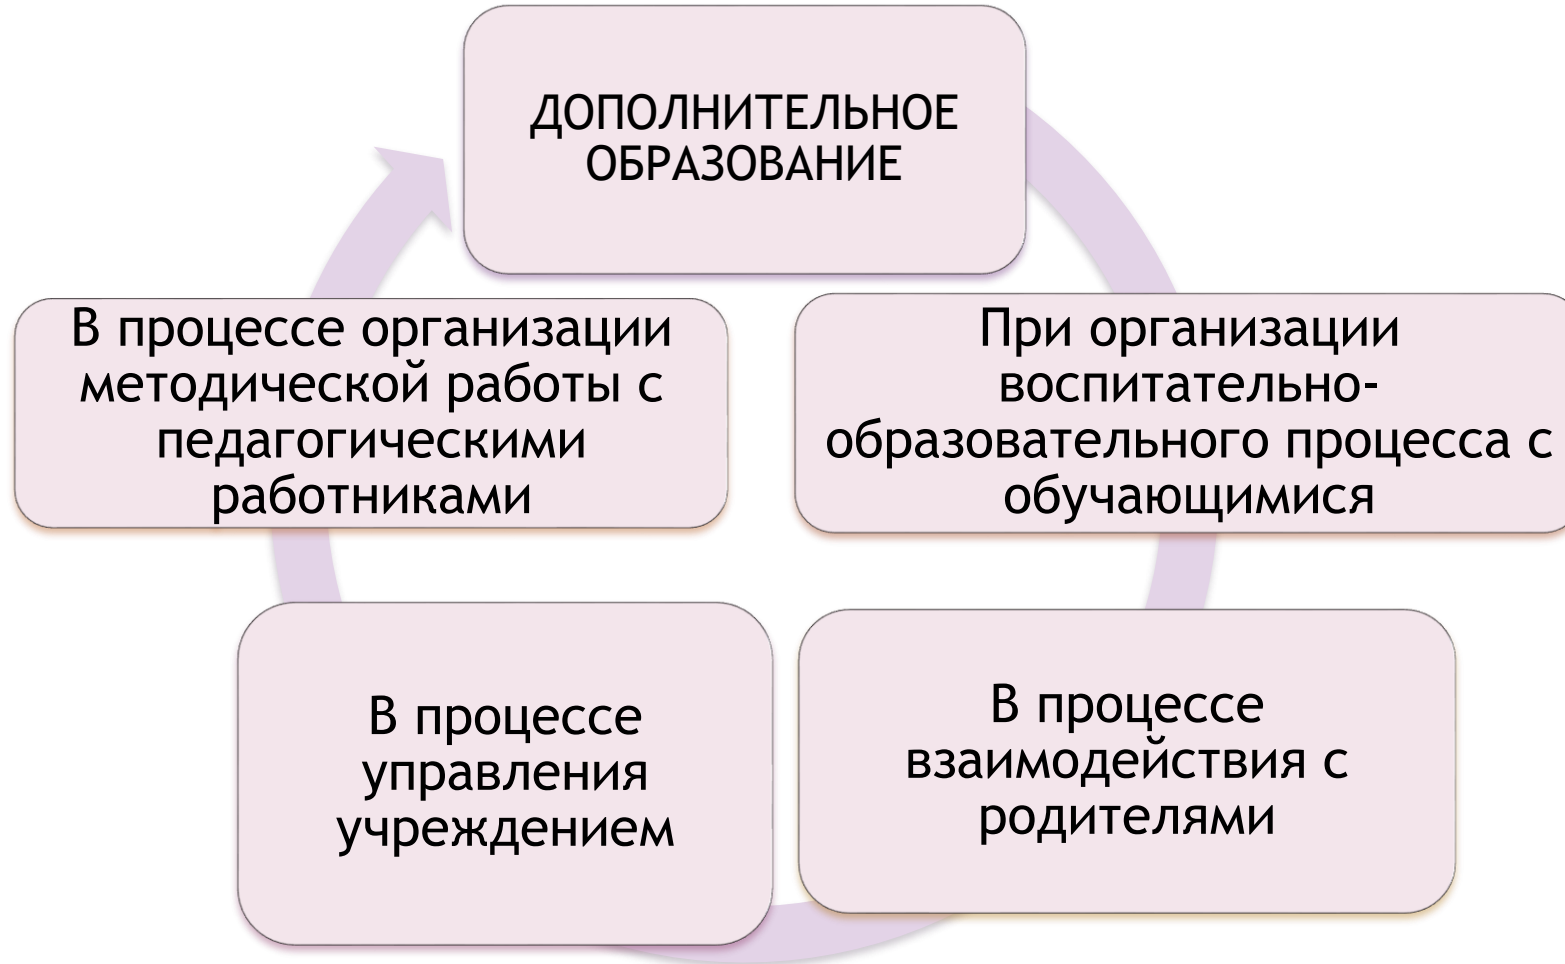 ДОПОЛНИТЕЛЬНОЕ
ОБРАЗОВАНИЕ
При организации
воспитательно-
образовательного процесса с
обучающимися
В процессе
взаимодействия с
родителями
В процессе
управления
учреждением
В процессе организации
методической работы с
педагогическими
работниками